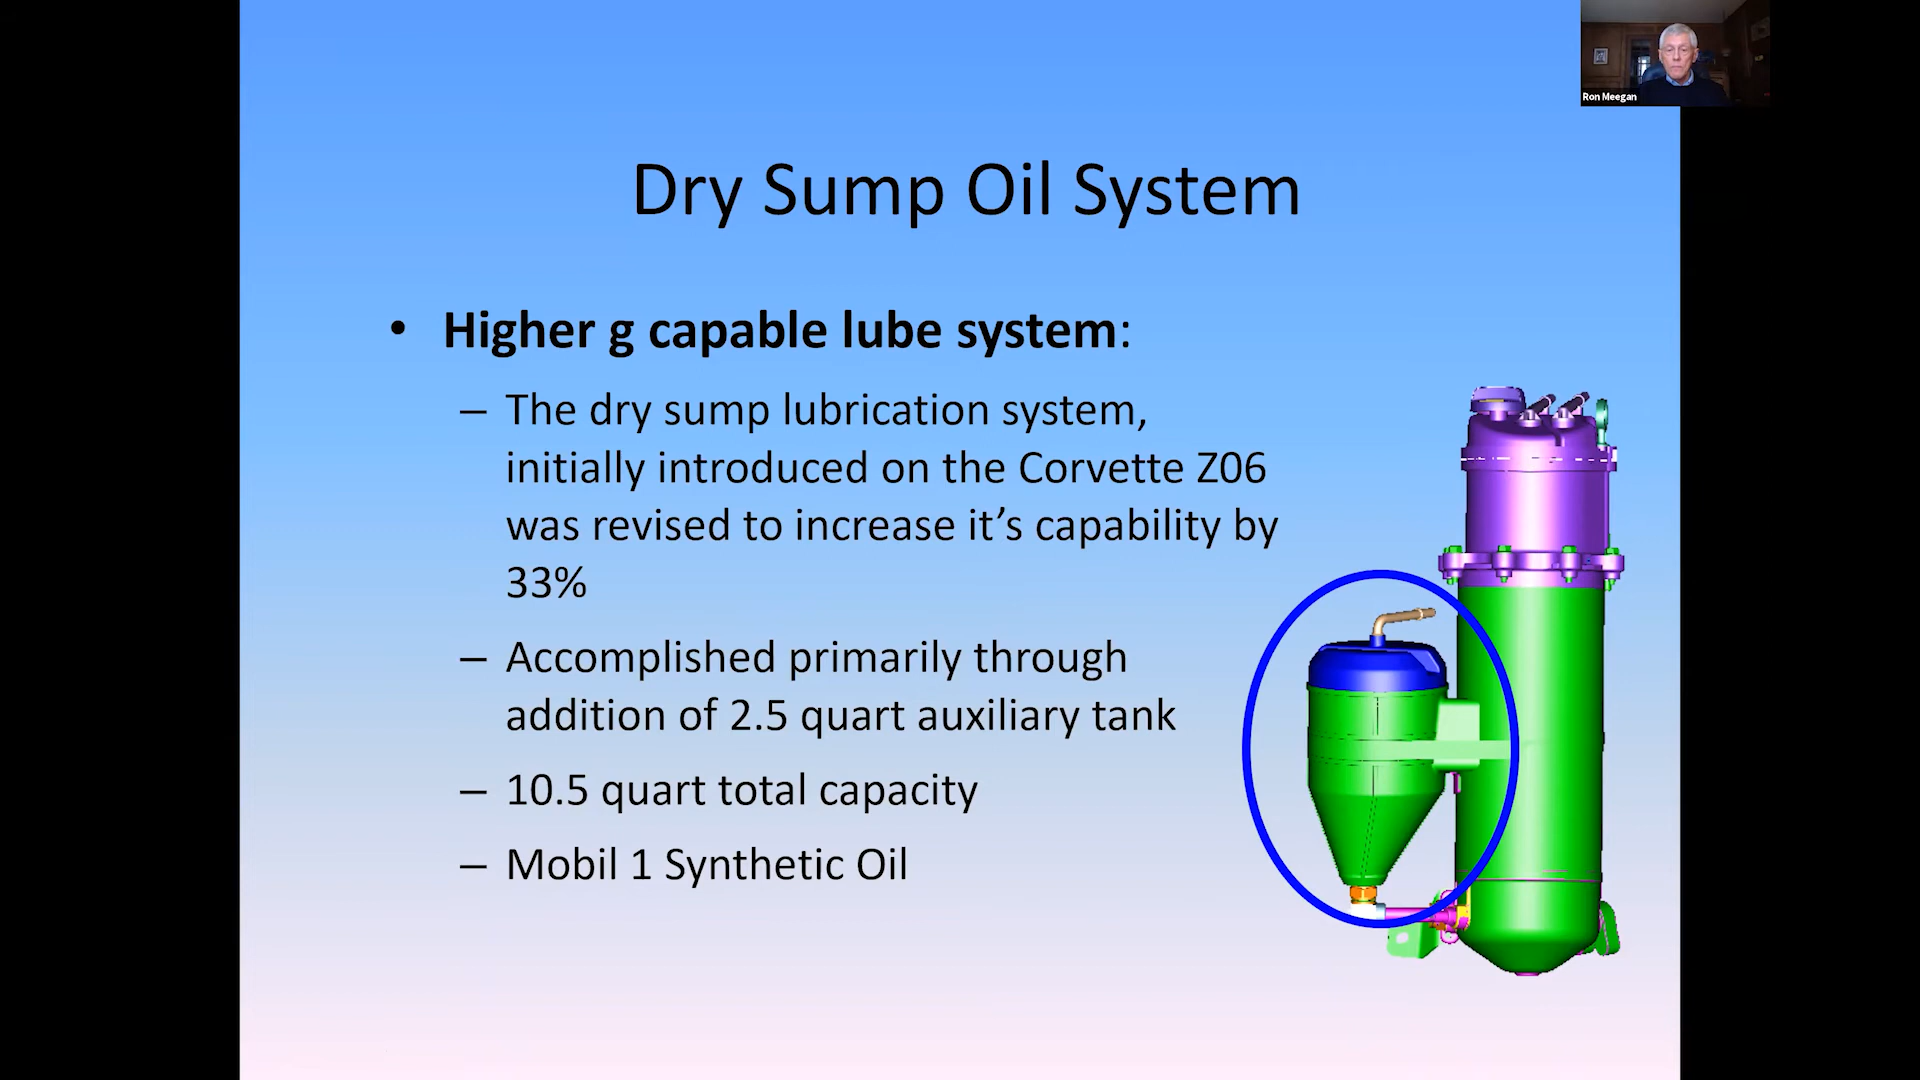 Ron Meegan
Dry Sump Oil System
• Higher g capable lube system:
– The dry sump lubrication system,
initially introduced on the Corvette Z06
was revised to increase it’s capability by
33%
– Accomplished primarily through
addition of 2.5 quart auxiliary tank
– 10.5 quart total capacity
– Mobil 1 Synthetic Oil